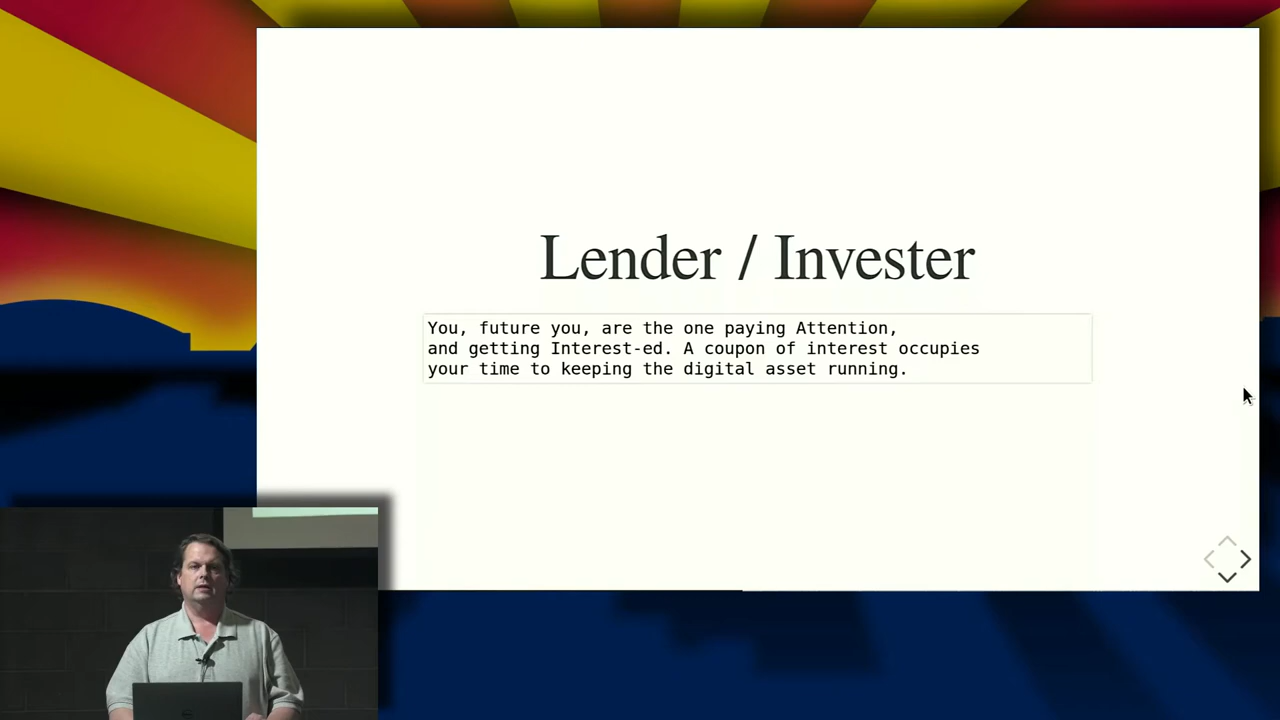 Lender / Invester
You, future you, are the one paying Attention,
and getting Interest-ed. A coupon of interest occupies
your time to keeping the digital asset running.